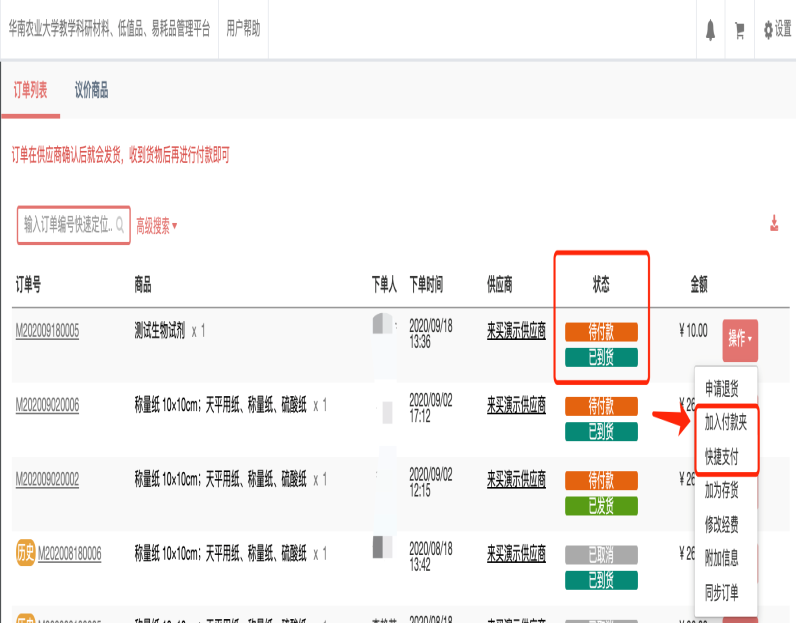 华南农业大学教学科研材料、低值品、易耗品管理平台 用户帮助 设置
订单列表 议价商品
订单在供应商确认后就会发货，收到货物后再进行付款即可
输入订单编号快速定位.. 高级搜索
订单号 商品 下单人 下单时间 供应商 状态 金额
M202009180005 测试生物试剂 x 1 2020/09/18 13:36 来买演示供应商 待付款 已到货 ¥10.00 操作
申请退货
M202009020006 称量纸 10×10cm；天平用纸、称量纸、硫酸纸 x 1 2020/09/02 17:12 来买演示供应商 待付款 已到货 ¥26
加入付款夹
快捷支付
M202009020002 称量纸 10×10cm；天平用纸、称量纸、硫酸纸 x 1 2020/09/02 12:15 来买演示供应商 待付款 已发货 ¥26
加为存货
修改经费
历史 M202008180006 称量纸 10×10cm；天平用纸、称量纸、硫酸纸 x 1 2020/08/18 13:42 来买演示供应商 已取消 已到货 ¥26
附加信息
同步订单